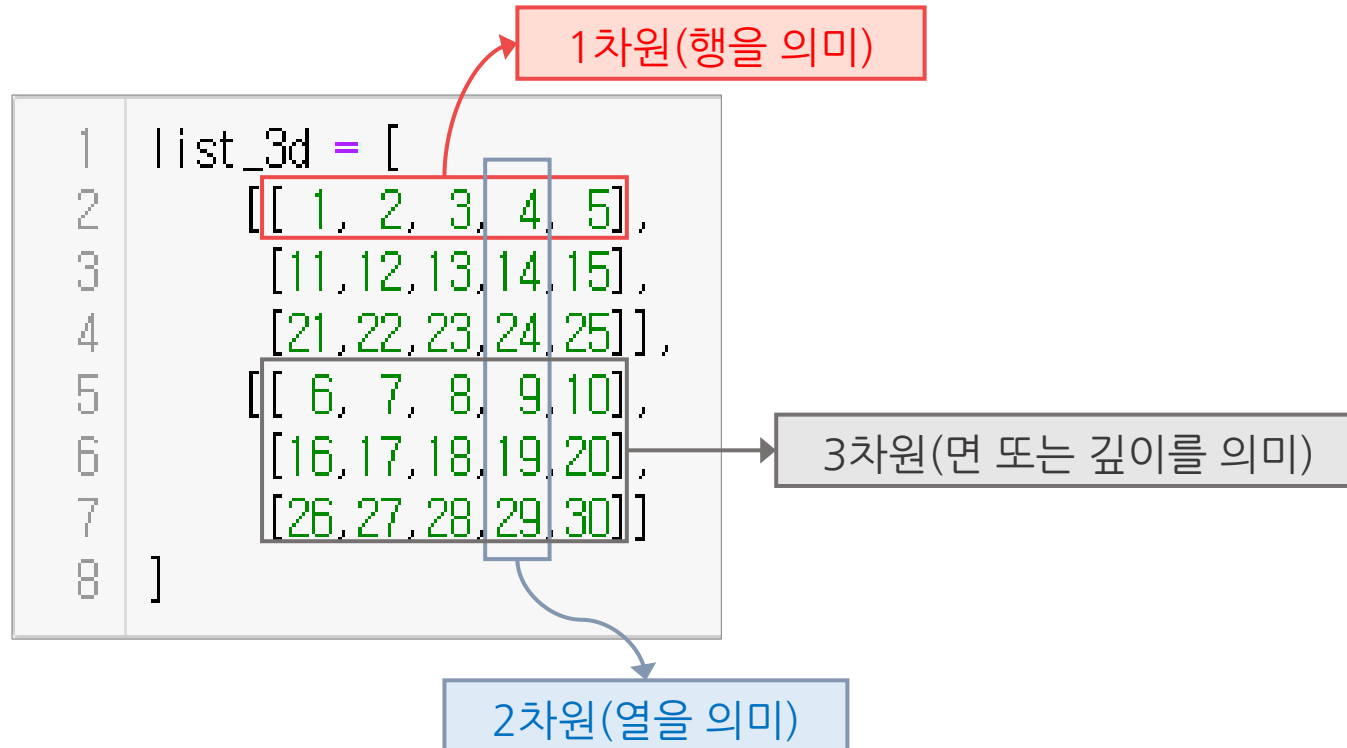 1차원(행을 의미)
1 list_3d = [
2 [[ 1, 2, 3, 4, 5],
3 [11,12,13,14,15],
4 [21,22,23,24,25]],
5 [[ 6, 7, 8, 9,10],
6 [16,17,18,19,20],
7 [26,27,28,29,30]]
8 ]
3차원(면 또는 깊이를 의미)
2차원(열을 의미)